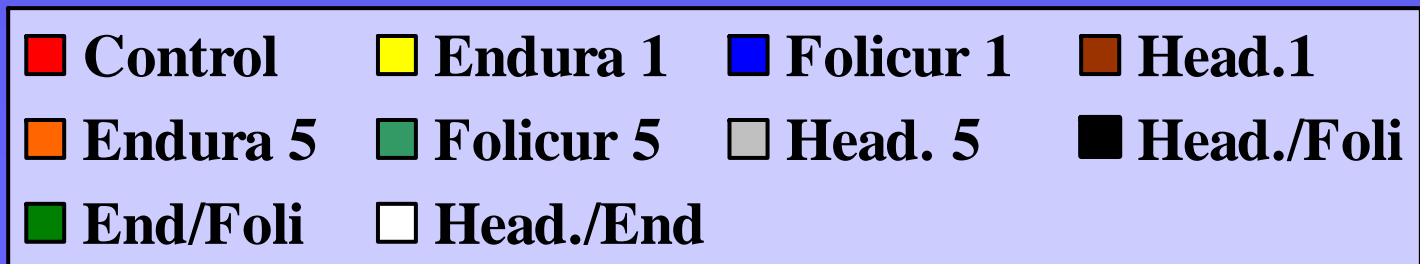 Control Endura 1 Folicur 1 Head.1
Endura 5 Folicur 5 Head. 5 Head./Foli
End/Foli Head./End